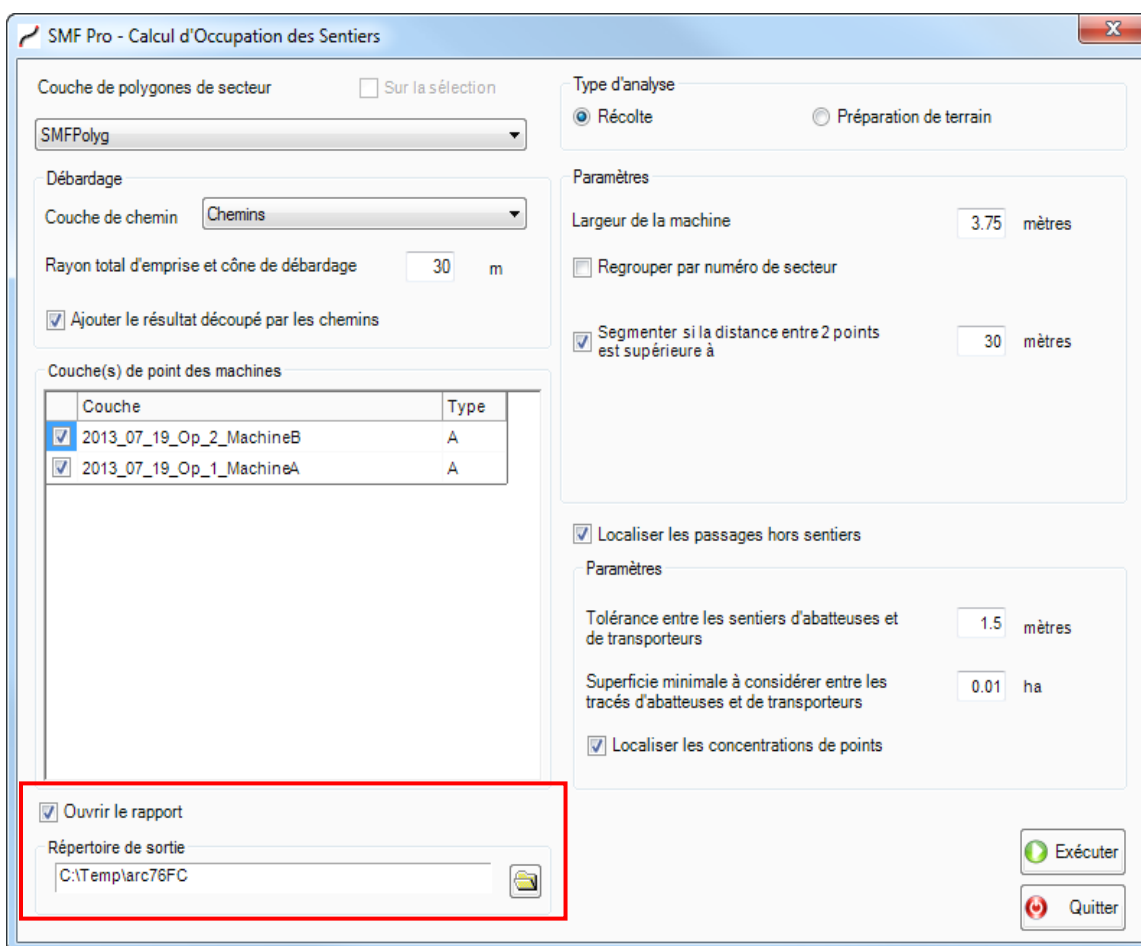 SMF Pro - Calcul d'Occupation des Sentiers
Couche de polygones de secteur
Sur la sélection
SMFPolyg
Débardage
Couche de chemin
Chemins
Rayon total d'emprise et cône de débardage
30
m
Ajouter le résultat découpé par les chemins
Couche(s) de point des machines
Couche
Type
2013_07_19_Op_2_MachineB
A
2013_07_19_Op_1_MachineA
A
Ouvrir le rapport
Répertoire de sortie
C:\Temp\arc76FC
Type d'analyse
Récolte
Préparation de terrain
Paramètres
Largeur de la machine
3.75
mètres
Regrouper par numéro de secteur
Segmenter si la distance entre 2 points
est supérieure à
30
mètres
Localiser les passages hors sentiers
Paramètres
Tolérance entre les sentiers d'abatteuses et
de transporteurs
1.5
mètres
Superficie minimale à considérer entre les
tracés d'abatteuses et de transporteurs
0.01
ha
Localiser les concentrations de points
Exécuter
Quitter